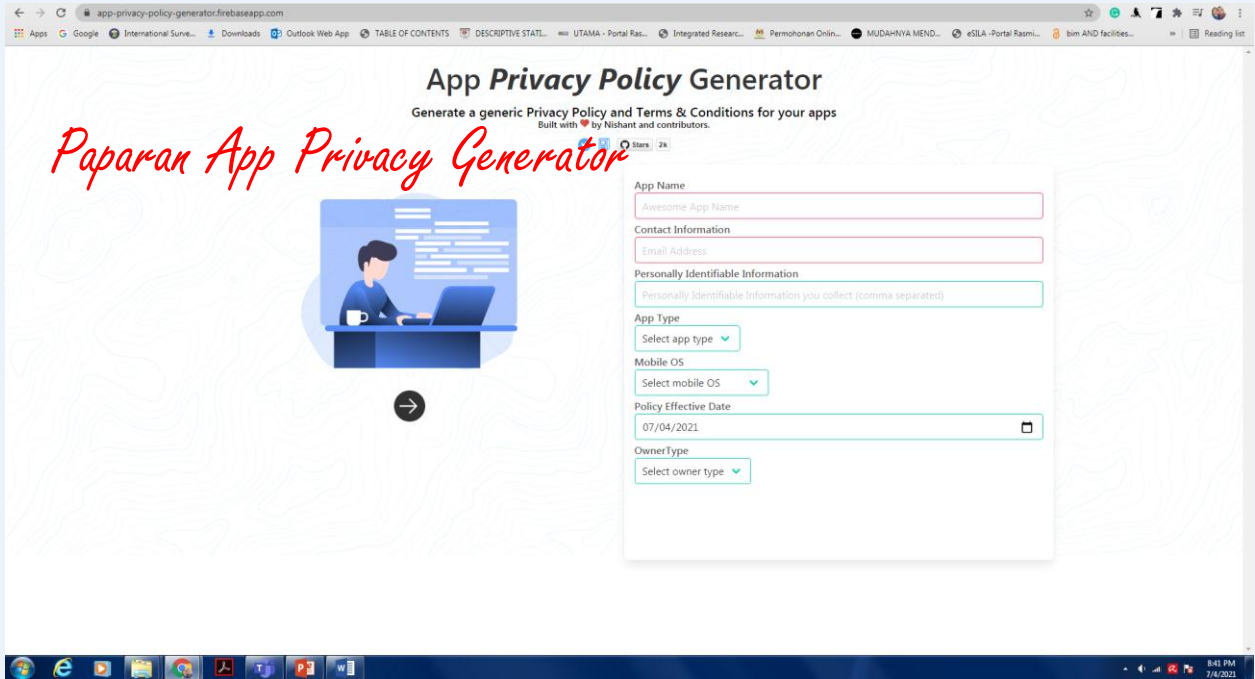 app-privacy-policy-generator.firebaseapp.com
Apps Google International Surve... Downloads Outlook Web App TABLE OF CONTENTS DESCRIPTIVE STATI... UTAMA - Portal Ras... Integrated Researc... Permohonan Onlin... MUDAHNYA MEND... eSILA -Portal Rasmi... bim AND facilities... » Reading list
App Privacy Policy Generator
Generate a generic Privacy Policy and Terms & Conditions for your apps
Built with ❤ by Nishant and contributors.
Stars 2k
Paparan App Privacy Generator
App Name
Awesome App Name
Contact Information
Email Address
Personally Identifiable Information
Personally Identifiable Information you collect (comma separated)
App Type
Select app type
Mobile OS
Select mobile OS
Policy Effective Date
07/04/2021
OwnerType
Select owner type
8:41 PM
7/4/2021